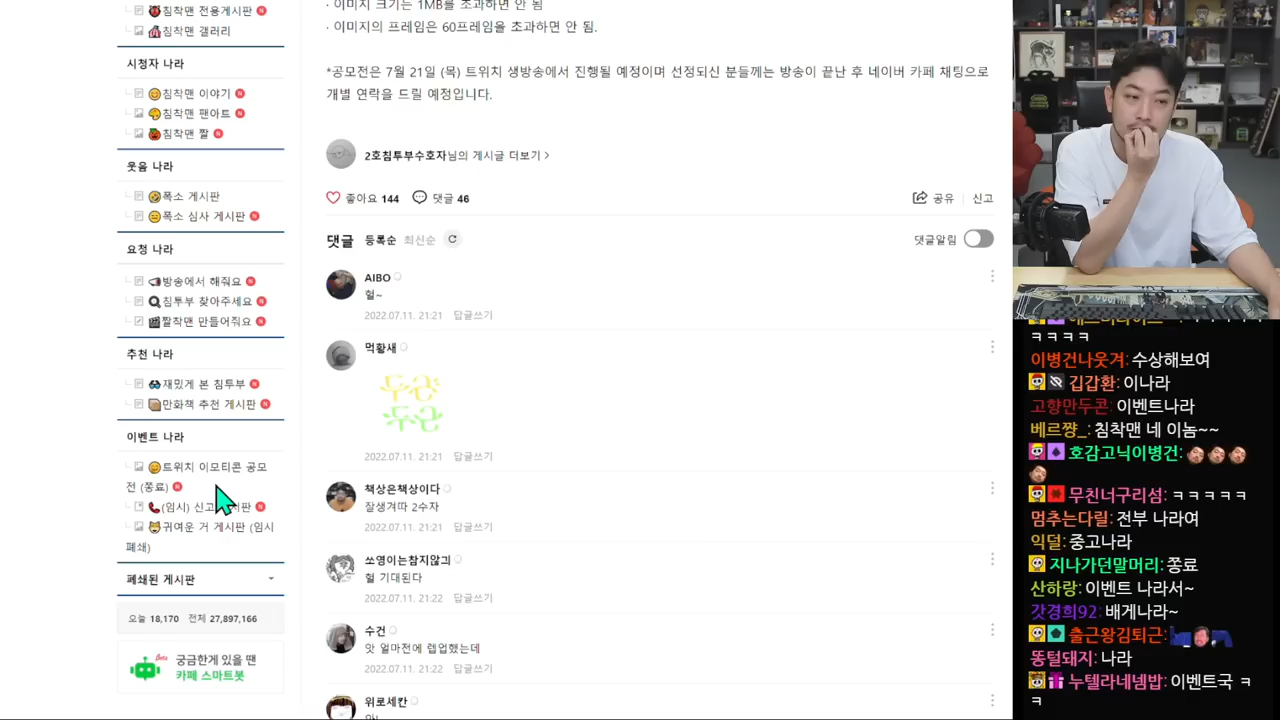 침착맨 전용게시판 N
침착맨 갤러리
시청자 나라
침착맨 이야기 N
침착맨 팬아트 N
침착맨 짤 N
웃음 나라
폭소 게시판
폭소 심사 게시판 N
요청 나라
방송에서 해줘요 N
침투부 찾아주세요 N
짤착맨 만들어줘요 N
추천 나라
재밌게 본 침투부 N
만화책 추천 게시판 N
이벤트 나라
트위치 이모티콘 공모
전 (쫑료) N
(임시) 신고
시판 N
귀여운 거 게시판 (임시
폐쇄)
폐쇄된 게시판
오늘 18,170 전체 27,897,166
Beta 궁금한게 있을 땐
카페 스마트봇
· 이미지 크기는 1MB를 초과하면 안 됨
· 이미지의 프레임은 60프레임을 초과하면 안 됨.
*공모전은 7월 21일 (목) 트위치 생방송에서 진행될 예정이며 선정되신 분들께는 방송이 끝난 후 네이버 카페 채팅으로
개별 연락을 드릴 예정입니다.
2호침투부수호자님의 게시글 더보기 >
좋아요 144 댓글 46
공유 신고
댓글 등록순 최신순
댓글알림
AIBO
헐~
2022.07.11. 21:21 답글쓰기
먹황새
두상
두근
2022.07.11. 21:21 답글쓰기
책상은책상이다
잘생겨따 2수자
2022.07.11. 21:21 답글쓰기
쏘영이는참지않긔
헐 기대된다
2022.07.11. 21:22 답글쓰기
수건
앗 얼마전에 렙업했는데
2022.07.11. 21:22 답글쓰기
위로세칸
ㅋㅋㅋㅋ
이병건나웃겨: 수상해보여
김갑환: 이나라
고향만두콘: 이벤트나라
베르쨩_: 침착맨 네 이놈~~
호감고닉이병건:
무친너구리섬: ㅋㅋㅋㅋㅋ
멈추는다릴: 전부 나라여
익덜: 중고나라
지나가던말머리: 쫑료
산하랑: 이벤트 나라서~
갓경희92: 배게나라~
출근왕김퇴근:
똥털돼지: 나라
누텔라네넴밥: 이벤트국 ㅋ
ㅋ